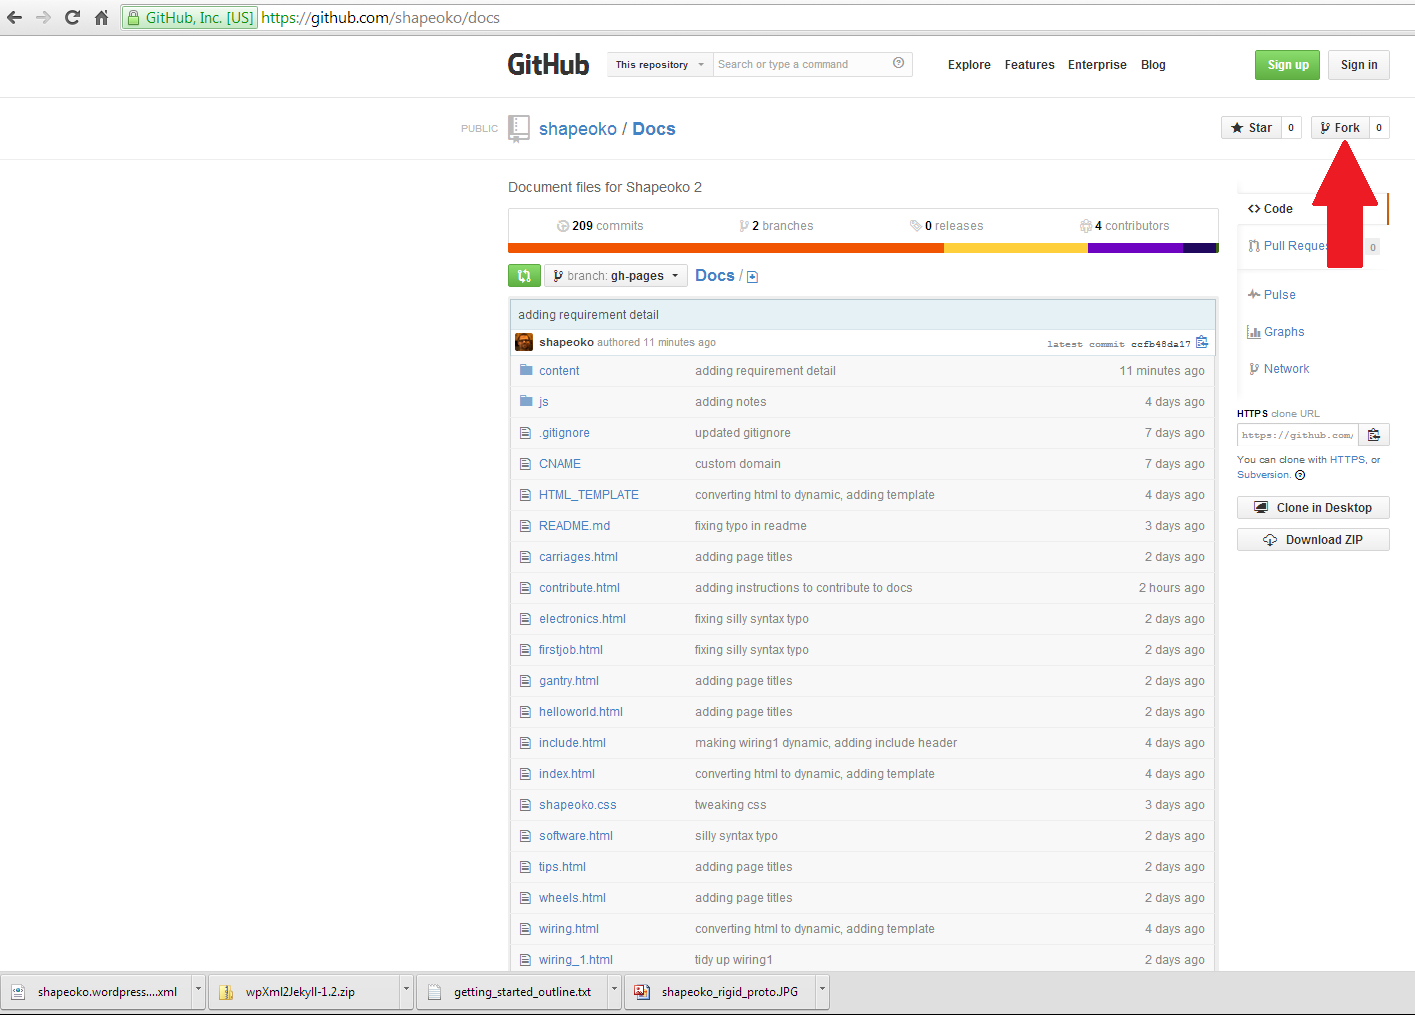 GitHub, Inc. [US] https://github.com/shapeoko/docs
GitHub This repository Search or type a command Explore Features Enterprise Blog Sign up Sign in
PUBLIC shapeoko / Docs Star 0 Fork 0
Document files for Shapeoko 2
209 commits 2 branches 0 releases 4 contributors
branch: gh-pages Docs /
adding requirement detail
shapeoko authored 11 minutes ago latest commit ccfb48da17
content adding requirement detail 11 minutes ago
js adding notes 4 days ago
.gitignore updated gitignore 7 days ago
CNAME custom domain 7 days ago
HTML_TEMPLATE converting html to dynamic, adding template 4 days ago
README.md fixing typo in readme 3 days ago
carriages.html adding page titles 2 days ago
contribute.html adding instructions to contribute to docs 2 hours ago
electronics.html fixing silly syntax typo 2 days ago
firstjob.html fixing silly syntax typo 2 days ago
gantry.html adding page titles 2 days ago
helloworld.html adding page titles 2 days ago
include.html making wiring1 dynamic, adding include header 4 days ago
index.html converting html to dynamic, adding template 4 days ago
shapeoko.css tweaking css 3 days ago
software.html silly syntax typo 2 days ago
tips.html adding page titles 2 days ago
wheels.html adding page titles 2 days ago
wiring.html converting html to dynamic, adding template 4 days ago
wiring_1.html tidy up wiring1 2 days ago
Code
Pull Reques 0
Pulse
Graphs
Network
HTTPS clone URL
https://github.com/
You can clone with HTTPS, or
Subversion.
Clone in Desktop
Download ZIP
shapeoko.wordpress....xml wpXml2Jekyll-1.2.zip getting_started_outline.txt shapeoko_rigid_proto.JPG